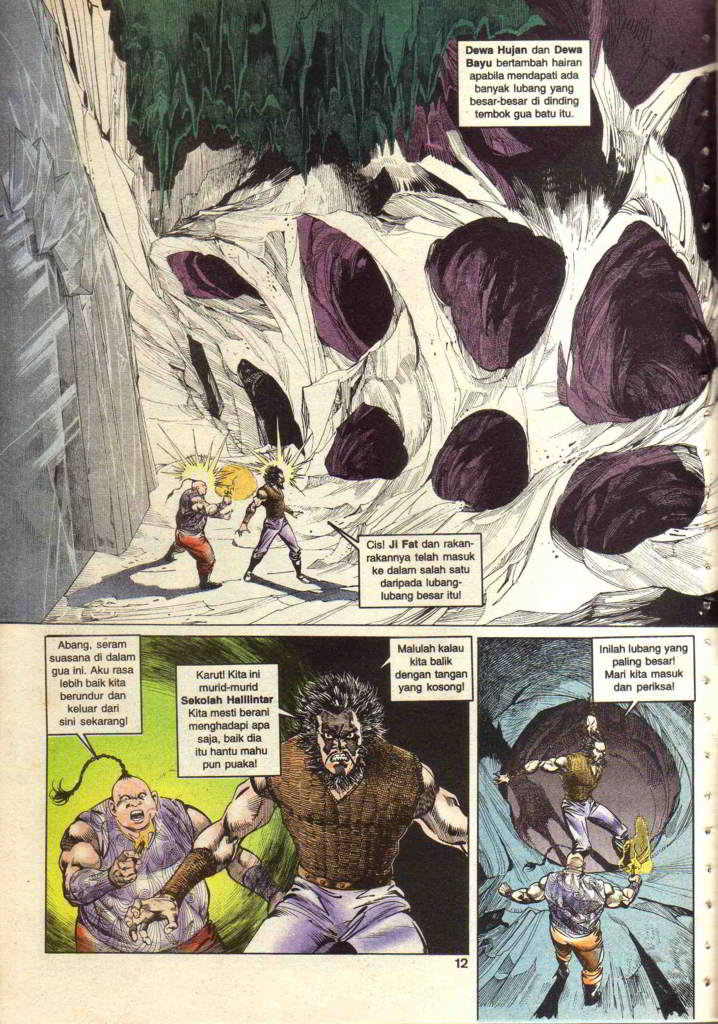 Dewa Hujan dan Dewa
Bayu bertambah hairan
apabila mendapati ada
banyak lubang yang
besar-besar di dinding
tembok gua batu itu.
Cis! Ji Fat dan rakan-
rakannya telah masuk
ke dalam salah satu
daripada lubang-
lubang besar itu!
Abang, seram
suasana di dalam
gua ini. Aku rasa
lebih baik kita
berundur dan
keluar dari
sini sekarang!
Karut! Kita ini
murid-murid
Sekolah Halilintar
Kita mesti berani
menghadapi apa
saja, baik dia
itu hantu mahu
pun puaka!
Malulah kalau
kita balik
dengan tangan
yang kosong!
Inilah lubang yang
paling besar!
Mari kita masuk
dan periksa!
12